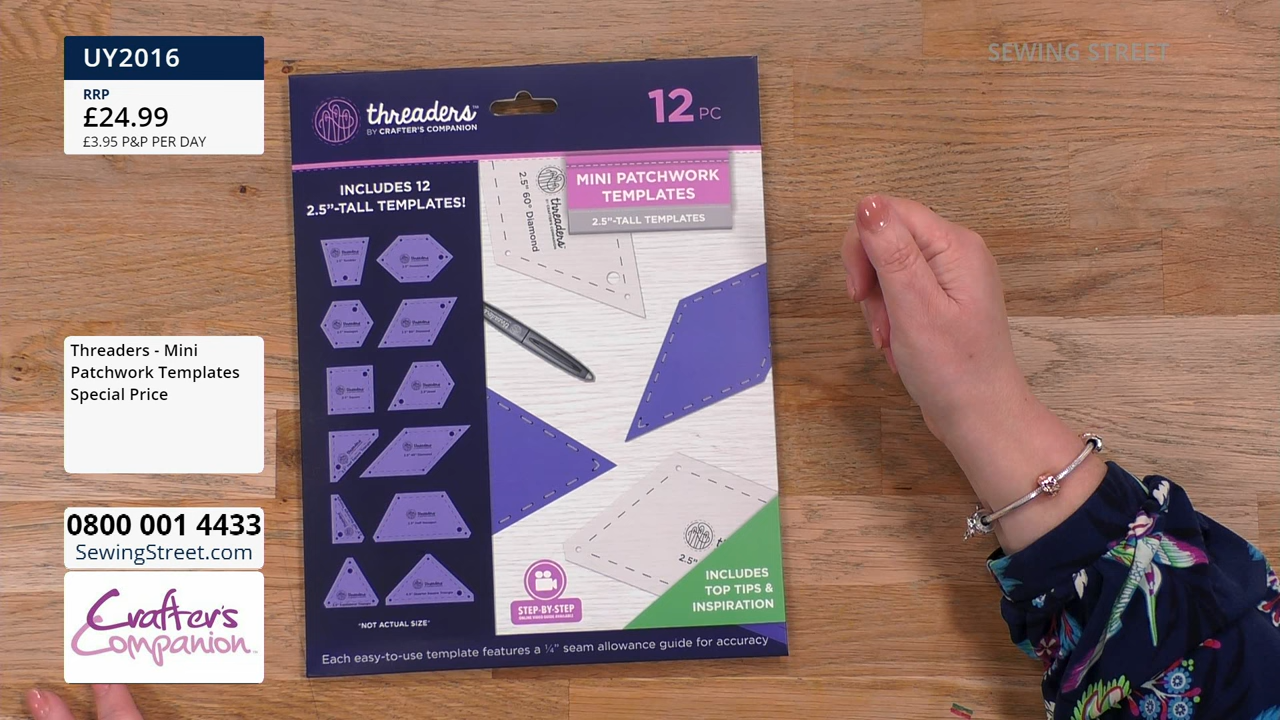 UY2016
RRP
£24.99
£3.95 P&P PER DAY
Threaders - Mini
Patchwork Templates
Special Price
0800 001 4433
SewingStreet.com
Crafter's
Companion
SEWING STREET
threaders™
BY CRAFTER'S COMPANION
12 PC
INCLUDES 12
2.5”-TALL TEMPLATES!
MINI PATCHWORK
TEMPLATES
2.5”-TALL TEMPLATES
2.5" 60° Diamond
threaders
2.5"
STEP-BY-STEP
INCLUDES
TOP TIPS &
INSPIRATION
*NOT ACTUAL SIZE*
Each easy-to-use template features a ¼” seam allowance guide for accuracy